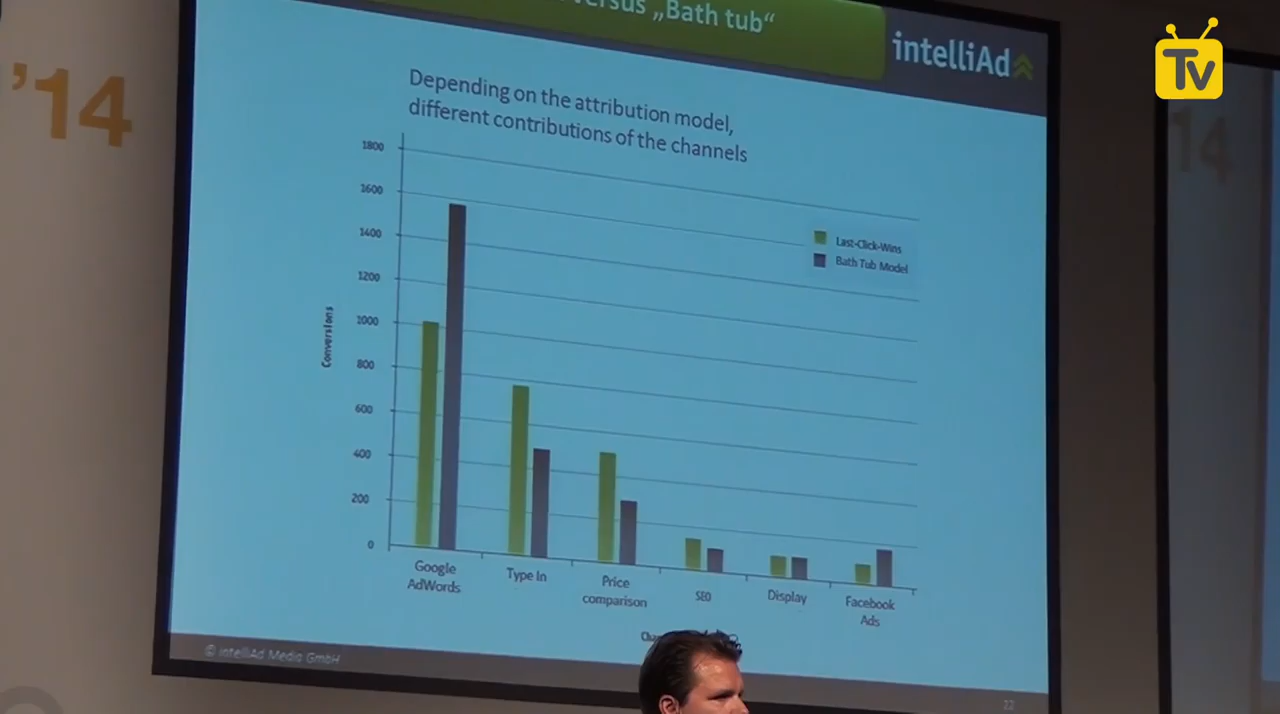 '14
versus „Bath tub“
intelliAd
Tv
14
Depending on the attribution model,
different contributions of the channels
1800
1600
1400
1200
1000
800
600
400
200
0
Conversions
Last-Click-Wins
Bath Tub Model
Google
AdWords
Type In
Price
comparison
SEO
Display
Facebook
Ads
© intelliAd Media GmbH
22